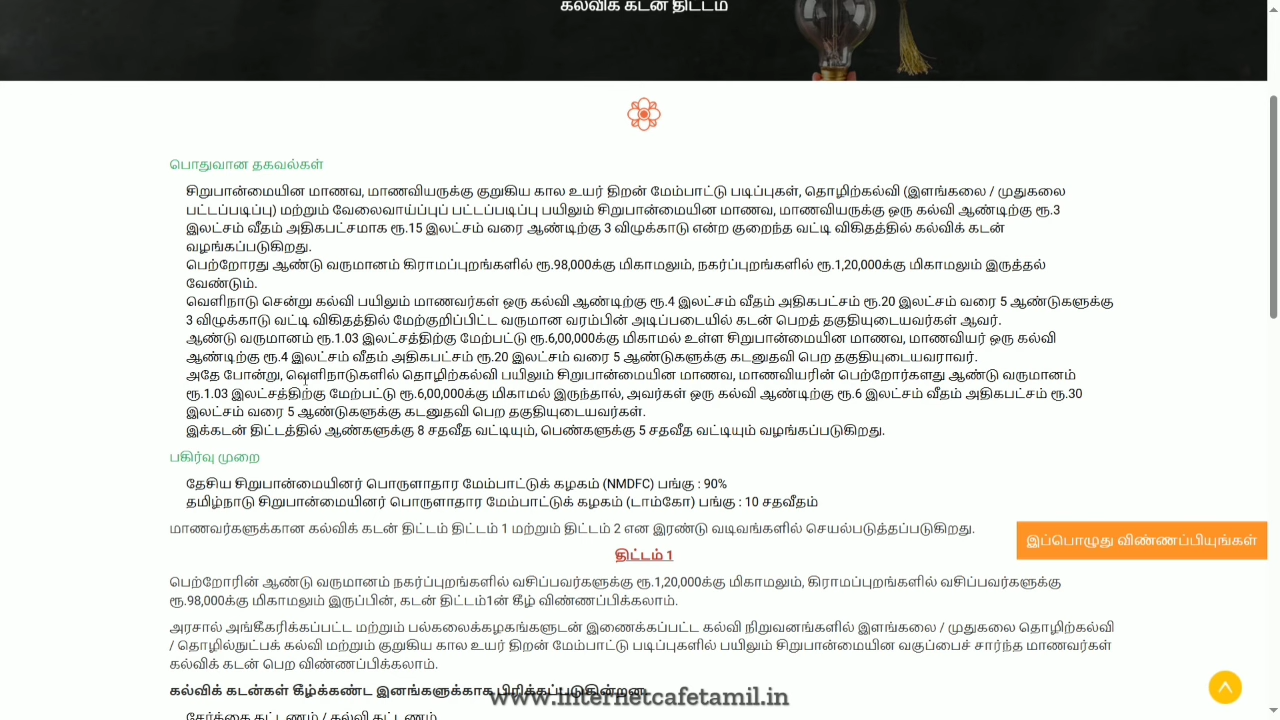 கல்விக் கடன் திட்டம்
பொதுவான தகவல்கள்
சிறுபான்மையின மாணவ, மாணவியருக்கு குறுகிய கால உயர் திறன் மேம்பாட்டு படிப்புகள், தொழிற்கல்வி (இளங்கலை / முதுகலை
பட்டப்படிப்பு) மற்றும் வேலைவாய்ப்புப் பட்டப்படிப்பு பயிலும் சிறுபான்மையின மாணவ, மாணவியருக்கு ஒரு கல்வி ஆண்டிற்கு ரூ.3
இலட்சம் வீதம் அதிகபட்சமாக ரூ.15 இலட்சம் வரை ஆண்டிற்கு 3 விழுக்காடு என்ற குறைந்த வட்டி விகிதத்தில் கல்விக் கடன்
வழங்கப்படுகிறது.
பெற்றோரது ஆண்டு வருமானம் கிராமப்புறங்களில் ரூ.98,000க்கு மிகாமலும், நகர்ப்புறங்களில் ரூ.1,20,000க்கு மிகாமலும் இருத்தல்
வேண்டும்.
வெளிநாடு சென்று கல்வி பயிலும் மாணவர்கள் ஒரு கல்வி ஆண்டிற்கு ரூ.4 இலட்சம் வீதம் அதிகபட்சம் ரூ.20 இலட்சம் வரை 5 ஆண்டுகளுக்கு
3 விழுக்காடு வட்டி விகிதத்தில் மேற்குறிப்பிட்ட வருமான வரம்பின் அடிப்படையில் கடன் பெறத் தகுதியுடையவர்கள் ஆவர்.
ஆண்டு வருமானம் ரூ.1.03 இலட்சத்திற்கு மேற்பட்டு ரூ.6,00,000க்கு மிகாமல் உள்ள சிறுபான்மையின மாணவ, மாணவியர் ஒரு கல்வி
ஆண்டிற்கு ரூ.4 இலட்சம் வீதம் அதிகபட்சம் ரூ.20 இலட்சம் வரை 5 ஆண்டுகளுக்கு கடனுதவி பெற தகுதியுடையவராவர்.
அதே போன்று, வெளிநாடுகளில் தொழிற்கல்வி பயிலும் சிறுபான்மையின மாணவ, மாணவியரின் பெற்றோர்களது ஆண்டு வருமானம்
ரூ.1.03 இலட்சத்திற்கு மேற்பட்டு ரூ.6,00,000க்கு மிகாமல் இருந்தால், அவர்கள் ஒரு கல்வி ஆண்டிற்கு ரூ.6 இலட்சம் வீதம் அதிகபட்சம் ரூ.30
இலட்சம் வரை 5 ஆண்டுகளுக்கு கடனுதவி பெற தகுதியுடையவர்கள்.
இக்கடன் திட்டத்தில் ஆண்களுக்கு 8 சதவீத வட்டியும், பெண்களுக்கு 5 சதவீத வட்டியும் வழங்கப்படுகிறது.
பகிர்வு முறை
தேசிய சிறுபான்மையினர் பொருளாதார மேம்பாட்டுக் கழகம் (NMDFC) பங்கு : 90%
தமிழ்நாடு சிறுபான்மையினர் பொருளாதார மேம்பாட்டுக் கழகம் (டாம்கோ) பங்கு : 10 சதவீதம்
மாணவர்களுக்கான கல்விக் கடன் திட்டம் திட்டம் 1 மற்றும் திட்டம் 2 என இரண்டு வடிவங்களில் செயல்படுத்தப்படுகிறது.
இப்பொழுது விண்ணப்பியுங்கள்
திட்டம் 1
பெற்றோரின் ஆண்டு வருமானம் நகர்ப்புறங்களில் வசிப்பவர்களுக்கு ரூ.1,20,000க்கு மிகாமலும், கிராமப்புறங்களில் வசிப்பவர்களுக்கு
ரூ.98,000க்கு மிகாமலும் இருப்பின், கடன் திட்டம்1ன் கீழ் விண்ணப்பிக்கலாம்.
அரசால் அங்கீகரிக்கப்பட்ட மற்றும் பல்கலைக்கழகங்களுடன் இணைக்கப்பட்ட கல்வி நிறுவனங்களில் இளங்கலை / முதுகலை தொழிற்கல்வி
/ தொழில்நுட்பக் கல்வி மற்றும் குறுகிய கால உயர் திறன் மேம்பாட்டு படிப்புகளில் பயிலும் சிறுபான்மையின வகுப்பைச் சார்ந்த மாணவர்கள்
கல்விக் கடன் பெற விண்ணப்பிக்கலாம்.
கல்விக் கடன்கள் கீழ்க்கண்ட இனங்களுக்காக பிரிக்கப்படுகின்றன
www.internetcafetamil.in
சேர்க்கை கட்டணம் / கல்வி கட்டணம்